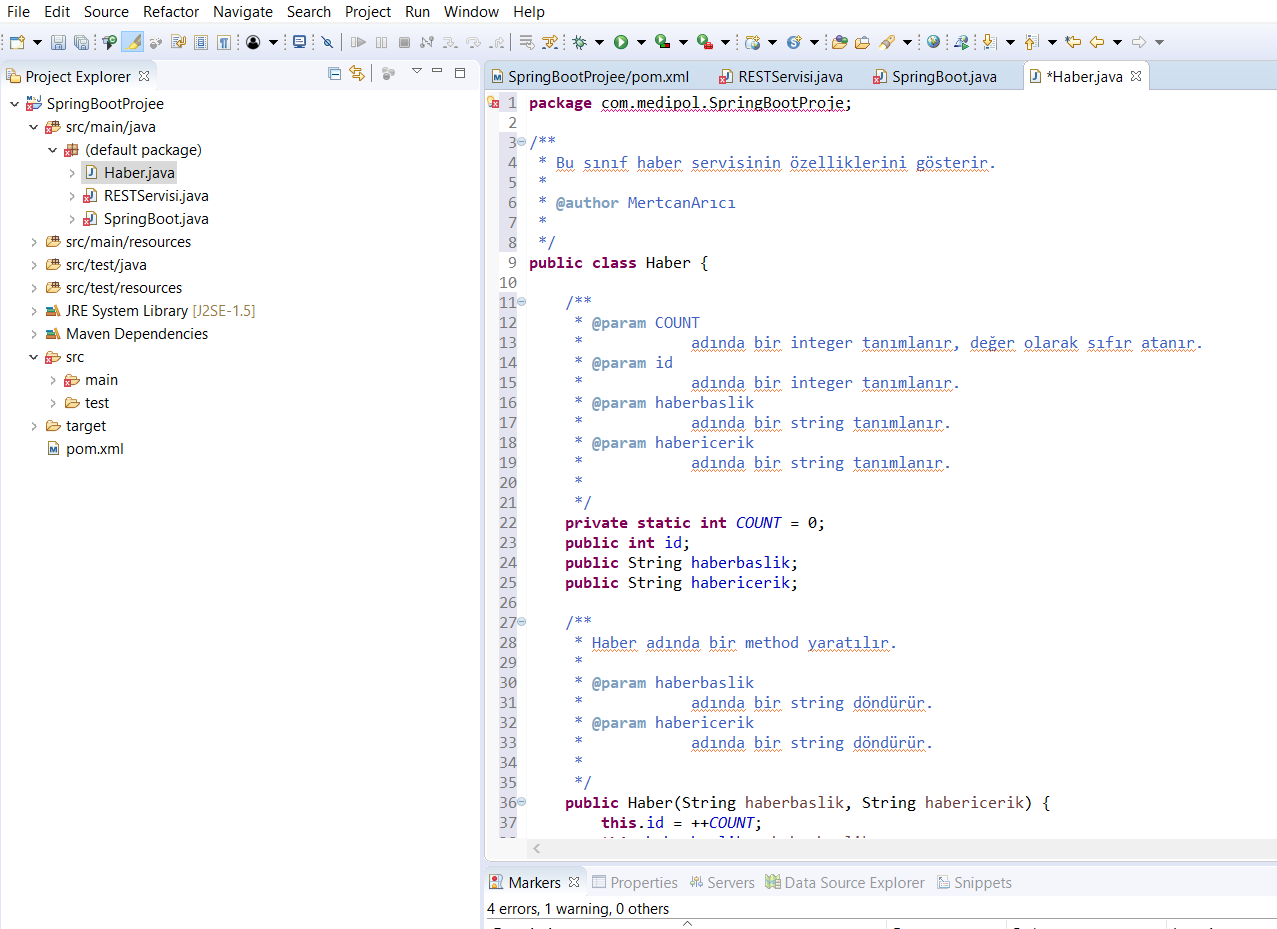 File Edit Source Refactor Navigate Search Project Run Window Help
Project Explorer
SpringBootProjee
src/main/java
(default package)
Haber.java
RESTServisi.java
SpringBoot.java
src/main/resources
src/test/java
src/test/resources
JRE System Library [J2SE-1.5]
Maven Dependencies
src
main
test
target
pom.xml
SpringBootProjee/pom.xml RESTServisi.java SpringBoot.java *Haber.java
1 package com.medipol.SpringBootProje;
2
3 /**
4 * Bu sınıf haber servisinin özelliklerini gösterir.
5 *
6 * @author MertcanArıcı
7 *
8 */
9 public class Haber {
10
11 /**
12 * @param COUNT
13 * adında bir integer tanımlanır, değer olarak sıfır atanır.
14 * @param id
15 * adında bir integer tanımlanır.
16 * @param haberbaslik
17 * adında bir string tanımlanır.
18 * @param habericerik
19 * adında bir string tanımlanır.
20 *
21 */
22 private static int COUNT = 0;
23 public int id;
24 public String haberbaslik;
25 public String habericerik;
26
27 /**
28 * Haber adında bir method yaratılır.
29 *
30 * @param haberbaslik
31 * adında bir string döndürür.
32 * @param habericerik
33 * adında bir string döndürür.
34 *
35 */
36 public Haber(String haberbaslik, String habericerik) {
37 this.id = ++COUNT;
Markers Properties Servers Data Source Explorer Snippets
4 errors, 1 warning, 0 others